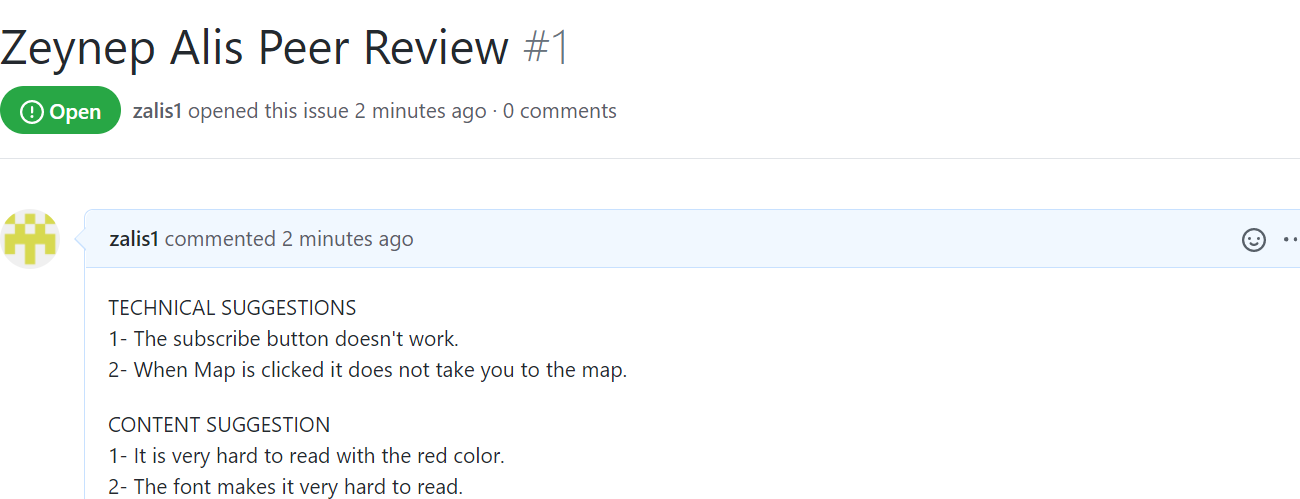 Zeynep Alis Peer Review #1
Open zalis1 opened this issue 2 minutes ago · 0 comments
zalis1 commented 2 minutes ago
TECHNICAL SUGGESTIONS
1- The subscribe button doesn't work.
2- When Map is clicked it does not take you to the map.
CONTENT SUGGESTION
1- It is very hard to read with the red color.
2- The font makes it very hard to read.